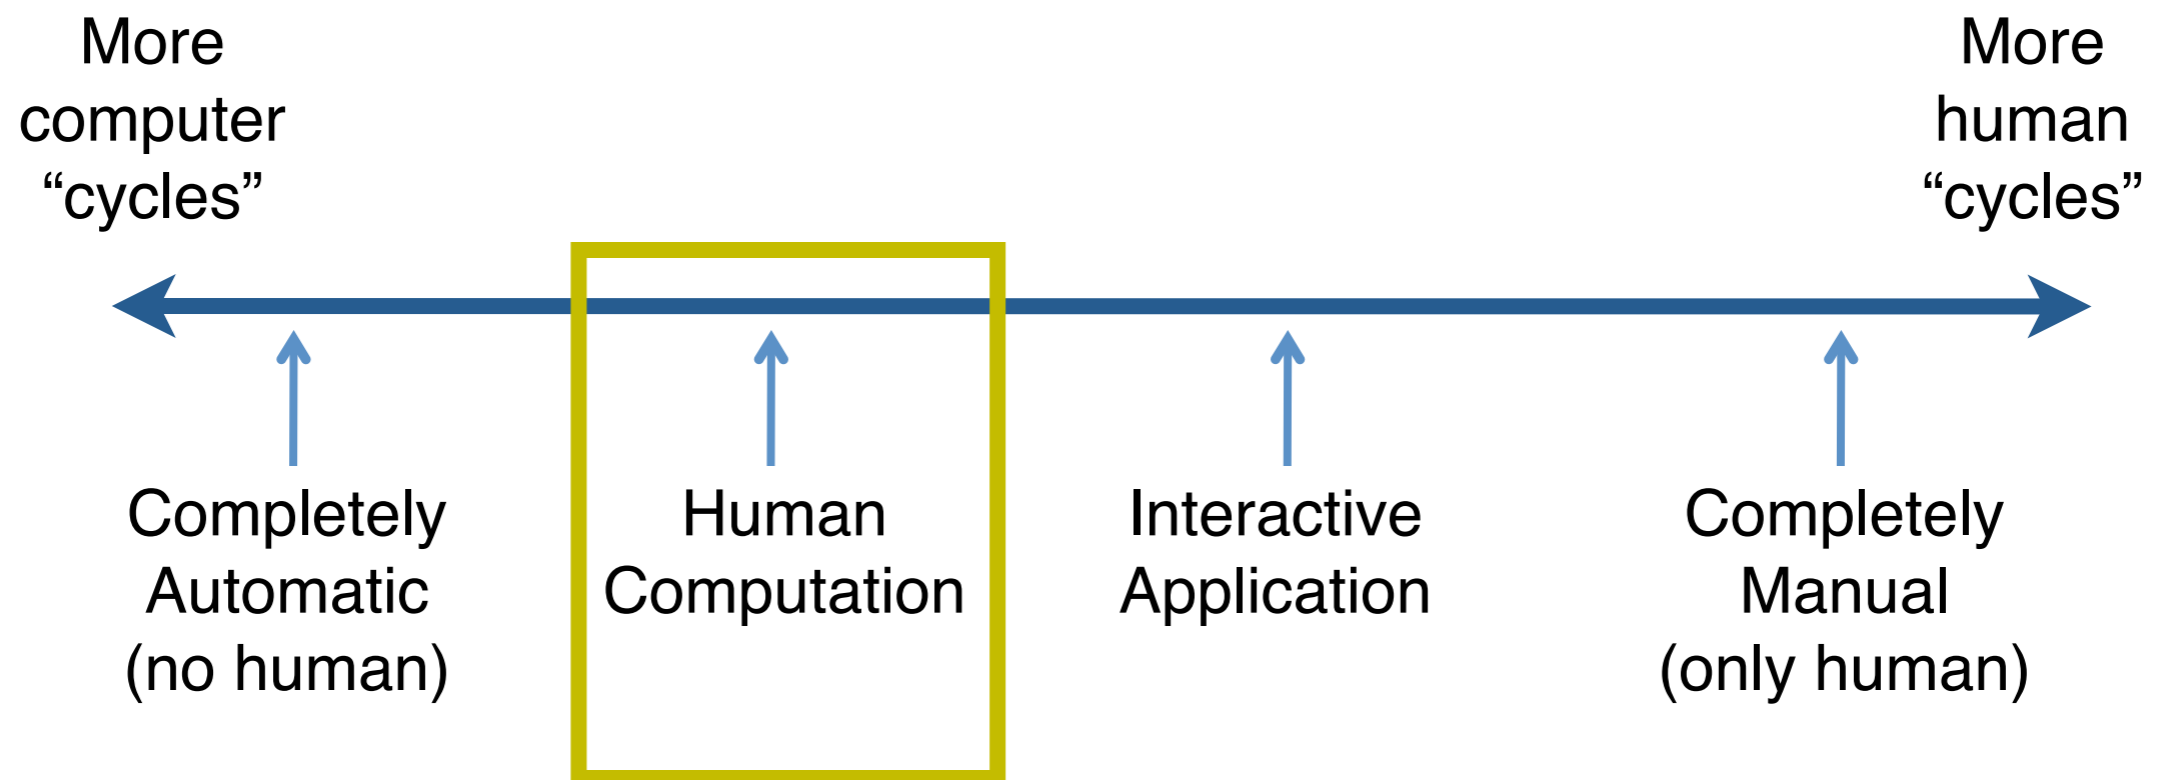 More
computer
“cycles”
More
human
“cycles”
Completely
Automatic
(no human)
Human
Computation
Interactive
Application
Completely
Manual
(only human)